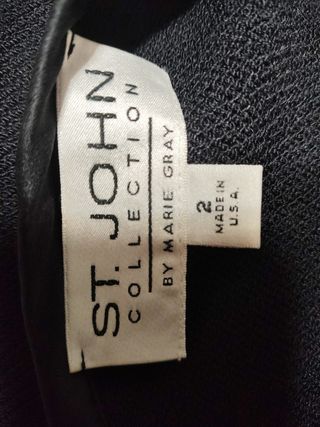 ST. JOHN
COLLECTION
BY MARIE GRAY
2
MADE IN
U.S.A.